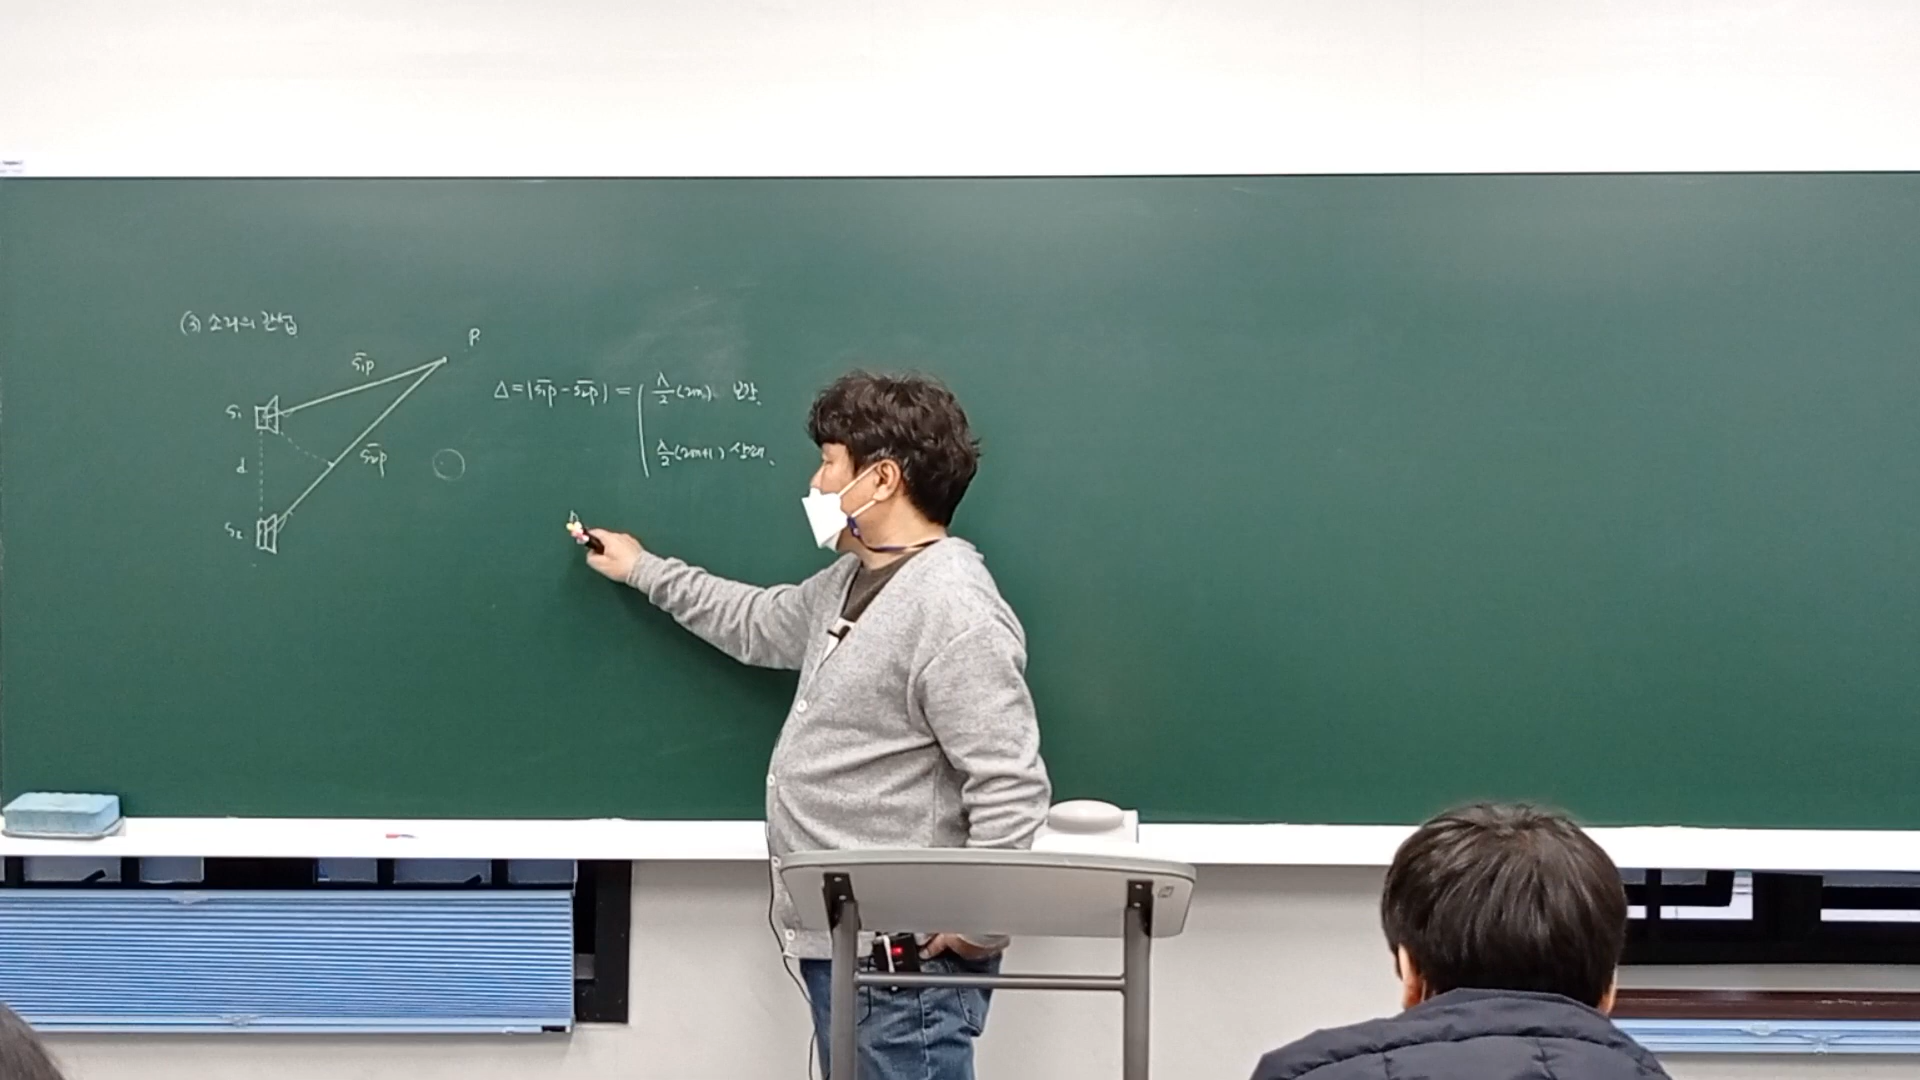 (3) 소리의 간섭
P
S₁P
S₁
d
S₂P
S₂
Δ = |S₁P - S₂P| =
λ/2 (2m) 보강.
λ/2 (2m+1) 상쇄.